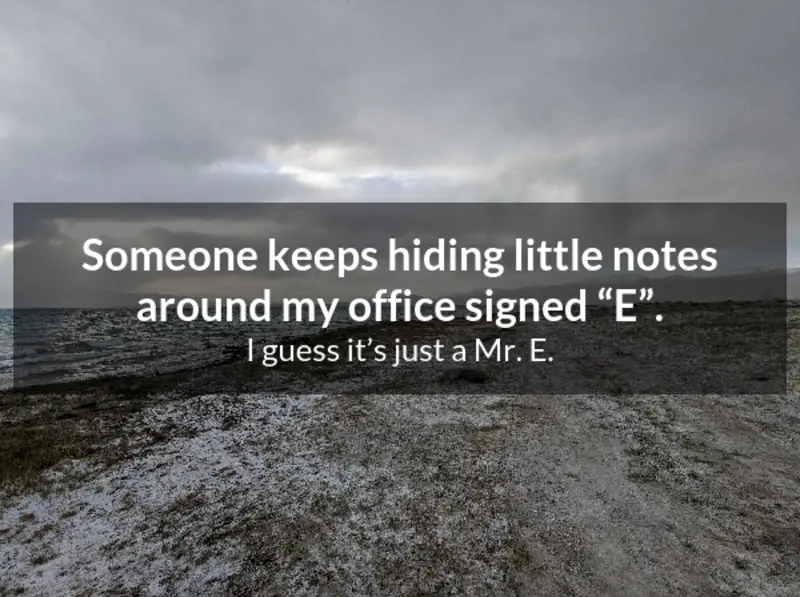 Someone keeps hiding little notes
around my office signed “E”.
I guess it’s just a Mr. E.